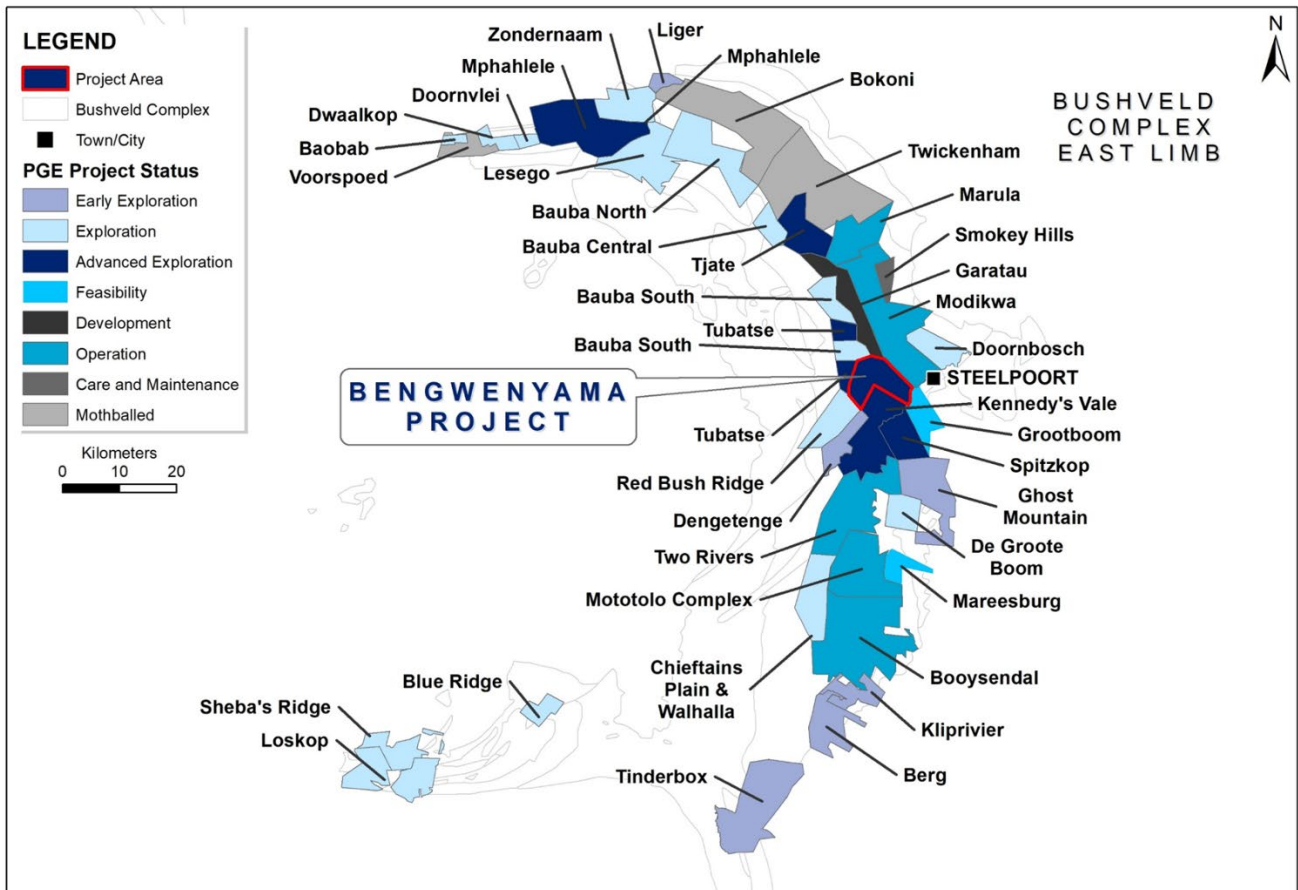 LEGEND
Project Area
Bushveld Complex
Town/City
PGE Project Status
Early Exploration
Exploration
Advanced Exploration
Feasibility
Development
Operation
Care and Maintenance
Mothballed
Kilometers
0 10 20
N
BUSHVELD
COMPLEX
EAST LIMB
Liger
Zondernaam
Mphahlele
Mphahlele
Bokoni
Doornvlei
Dwaalkop
Baobab
Voorspoed
Lesego
Twickenham
Bauba North
Marula
Bauba Central
Smokey Hills
Tjate
Garatau
Bauba South
Modikwa
Tubatse
Bauba South
Doornbosch
STEELPOORT
BENGWENYAMA
PROJECT
Kennedy's Vale
Tubatse
Grootboom
Red Bush Ridge
Spitzkop
Dengetenge
Ghost
Mountain
Two Rivers
De Groote
Boom
Mototolo Complex
Mareesburg
Chieftains
Plain &
Walhalla
Booysendal
Blue Ridge
Sheba's Ridge
Loskop
Kliprivier
Berg
Tinderbox